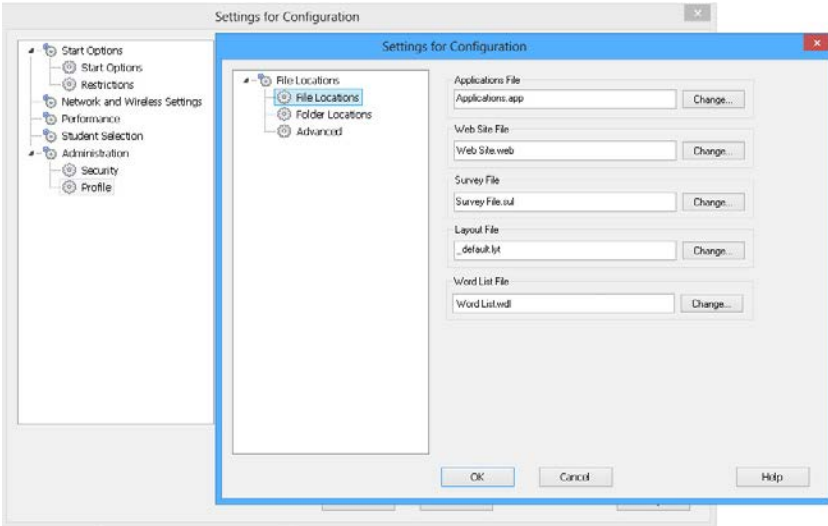 Settings for Configuration
Start Options
Start Options
Restrictions
Network and Wireless Settings
Performance
Student Selection
Administration
Security
Profile
Settings for Configuration
File Locations
File Locations
Folder Locations
Advanced
Applications File
Applications.app
Change...
Web Site File
Web Site.web
Change...
Survey File
Survey File.sul
Change...
Layout File
_default.lyt
Change...
Word List File
Word List.wdl
Change...
OK
Cancel
Help